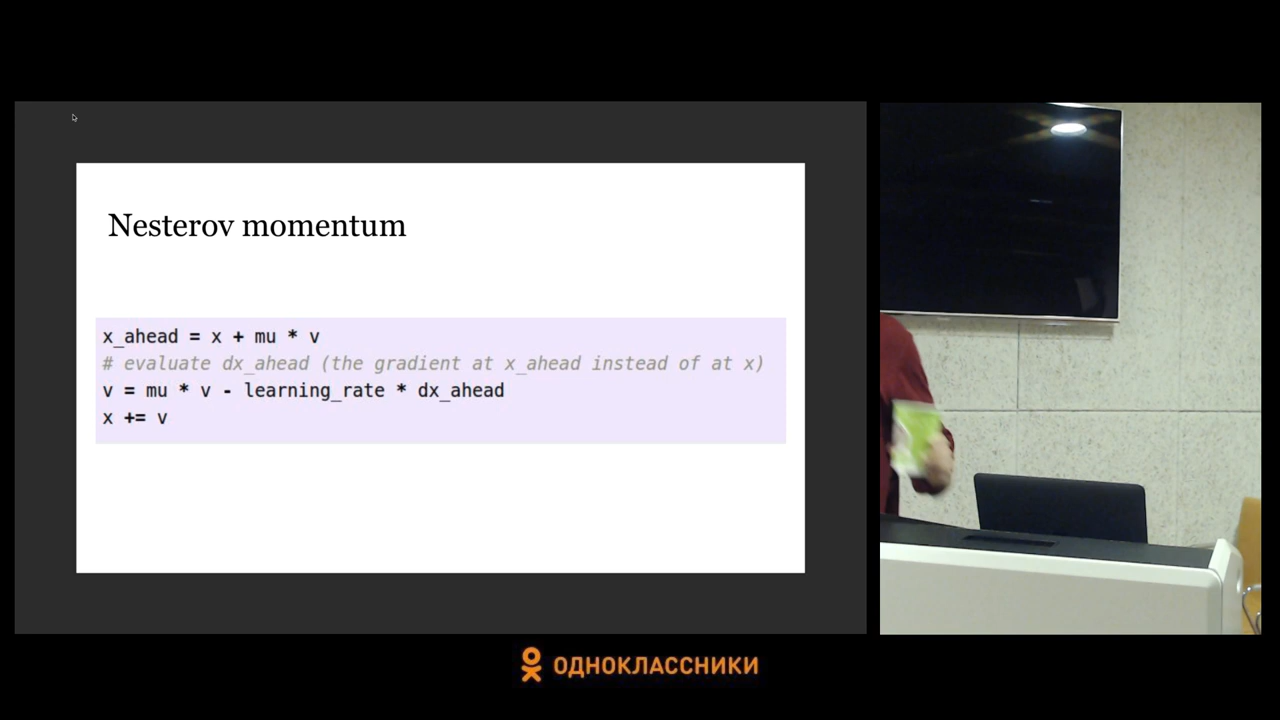 Nesterov momentum
x_ahead = x + mu * v
# evaluate dx_ahead (the gradient at x_ahead instead of at x)
v = mu * v - learning_rate * dx_ahead
x += v
ОДНОКЛАССНИКИ